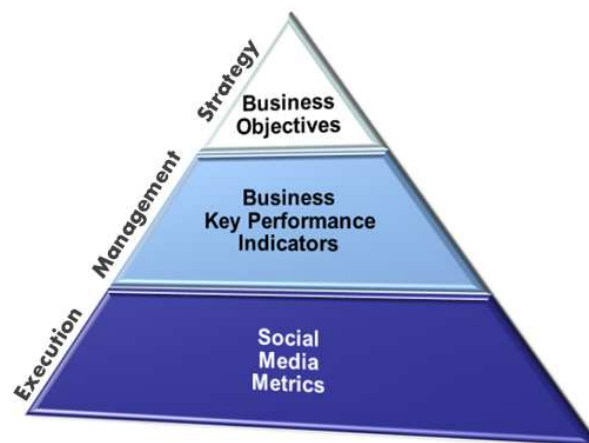 Strategy
Business
Objectives
Management
Business
Key Performance
Indicators
Execution
Social
Media
Metrics